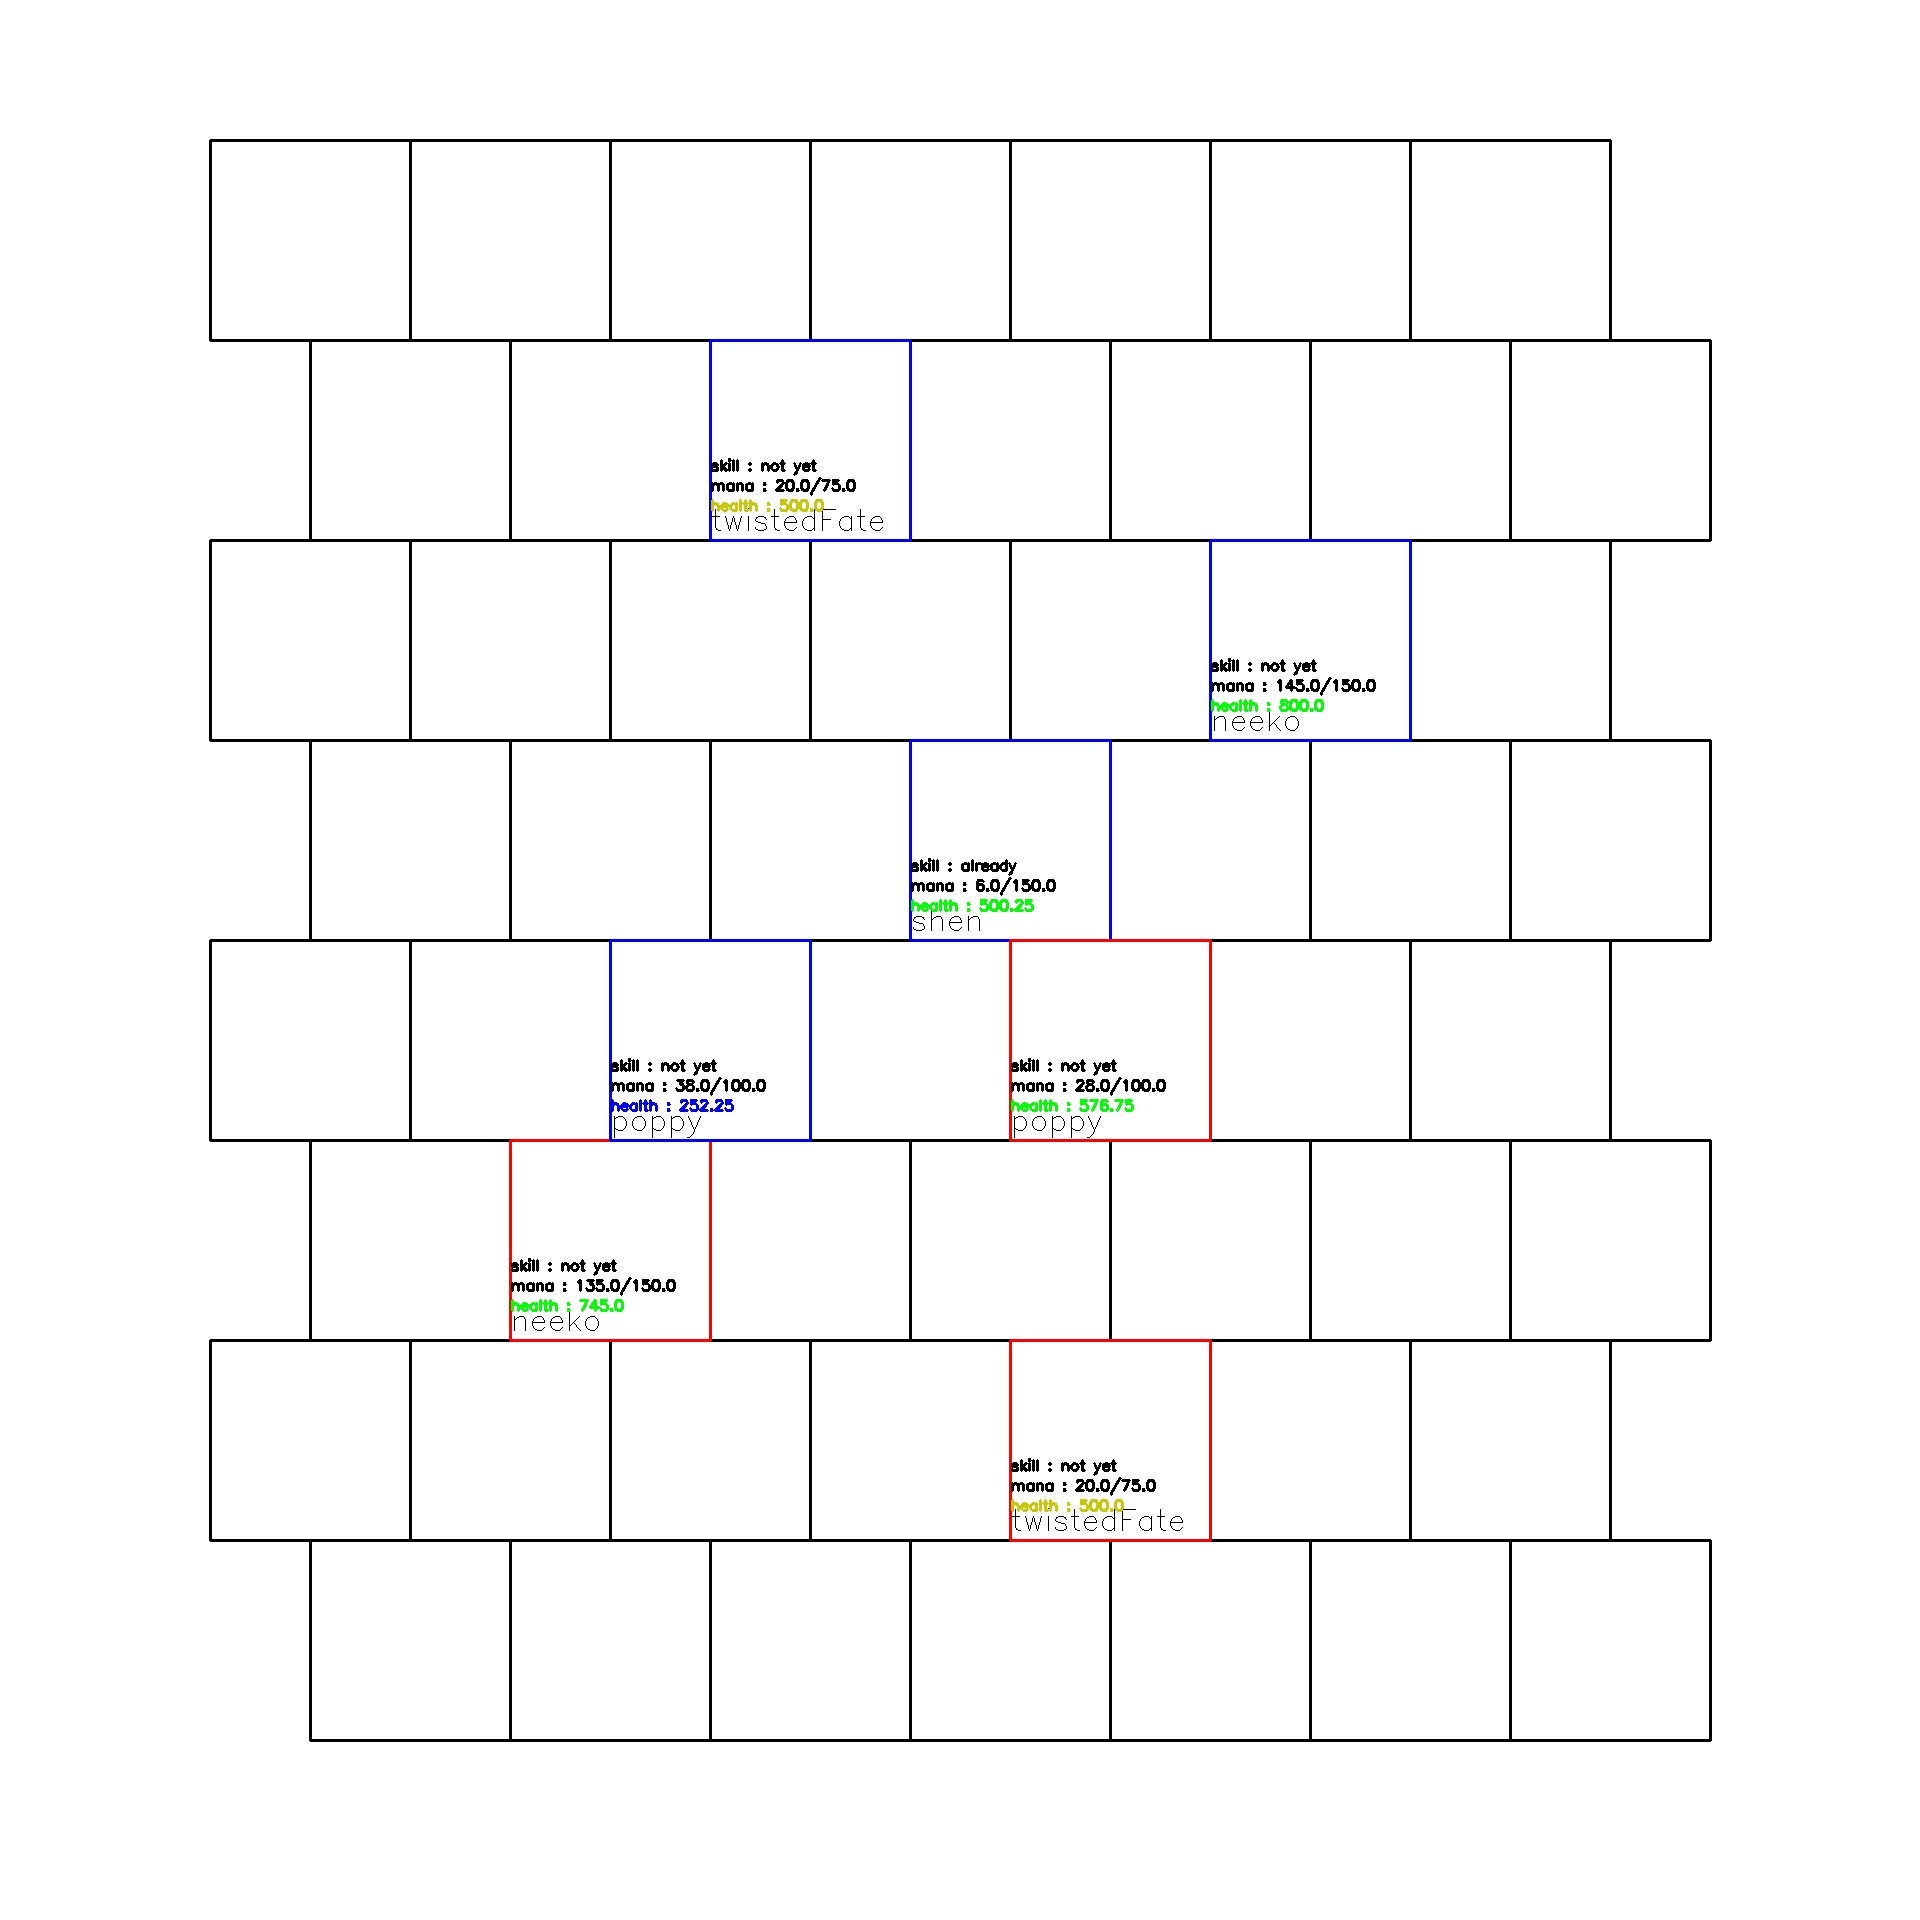 skill : not yet
mana : 20.0/75.0
health : 500.0
twistedFate
skill : not yet
mana : 145.0/150.0
health : 800.0
neeko
skill : already
mana : 6.0/150.0
health : 500.25
shen
skill : not yet
mana : 38.0/100.0
health : 252.25
poppy
skill : not yet
mana : 28.0/100.0
health : 576.75
poppy
skill : not yet
mana : 135.0/150.0
health : 745.0
neeko
skill : not yet
mana : 20.0/75.0
health : 500.0
twistedFate